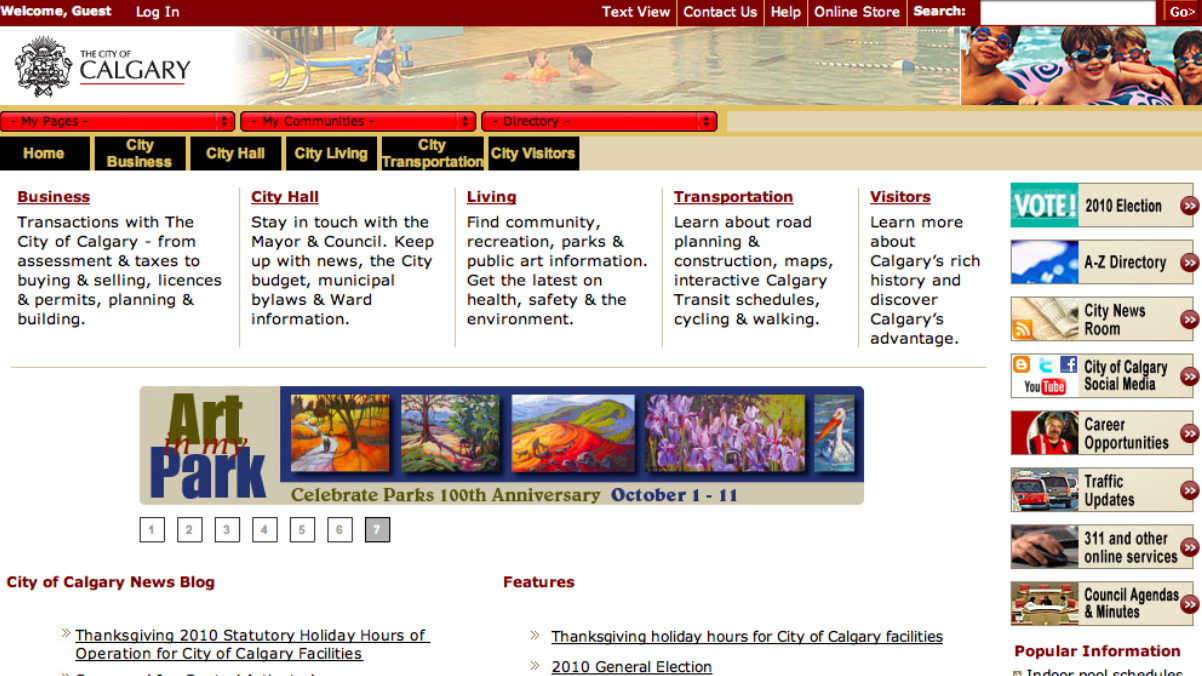 Welcome, Guest
Log In
Text View
Contact Us
Help
Online Store
Search:
Go>
THE CITY OF
CALGARY
- My Pages -
- My Communities -
- Directory -
Home
City
Business
City Hall
City Living
City
Transportation
City Visitors
Business
Transactions with The
City of Calgary - from
assessment & taxes to
buying & selling, licences
& permits, planning &
building.
City Hall
Stay in touch with the
Mayor & Council. Keep
up with news, the City
budget, municipal
bylaws & Ward
information.
Living
Find community,
recreation, parks &
public art information.
Get the latest on
health, safety & the
environment.
Transportation
Learn about road
planning &
construction, maps,
interactive Calgary
Transit schedules,
cycling & walking.
Visitors
Learn more
about
Calgary's rich
history and
discover
Calgary's
advantage.
VOTE!
2010 Election
A-Z Directory
City News
Room
You Tube
City of Calgary
Social Media
Career
Opportunities
Traffic
Updates
311 and other
online services
Council Agendas
& Minutes
Art
in my
Park
Celebrate Parks 100th Anniversary October 1 - 11
1 2 3 4 5 6 7
City of Calgary News Blog
Thanksgiving 2010 Statutory Holiday Hours of
Operation for City of Calgary Facilities
Features
Thanksgiving holiday hours for City of Calgary facilities
2010 General Election
Popular Information
Indoor pool schedules